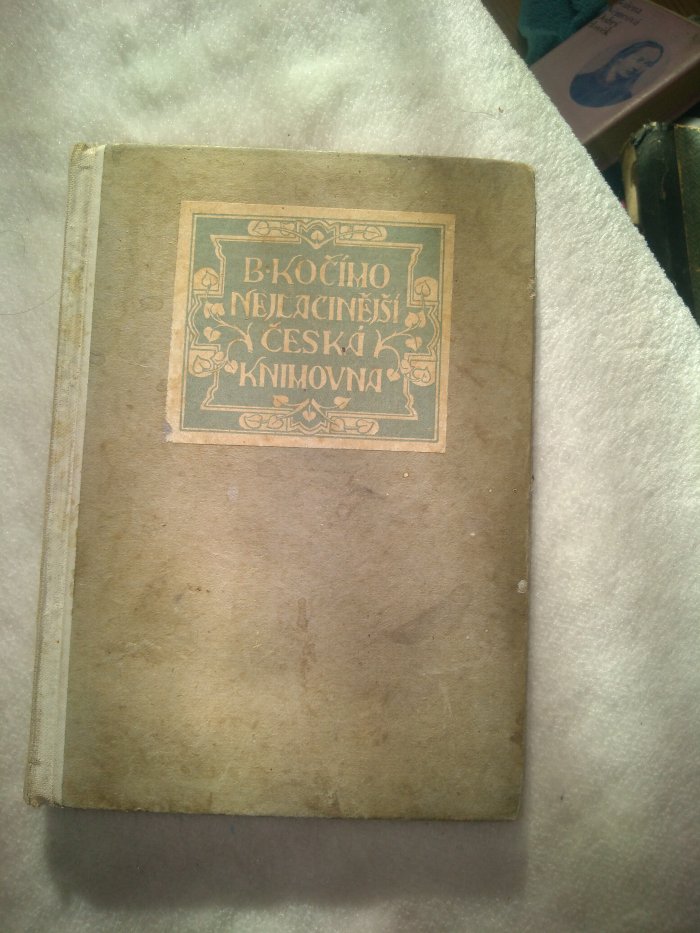 B·KOČÍHO
NEJLACINĚJŠÍ
ČESKÁ
KNIHOVNA